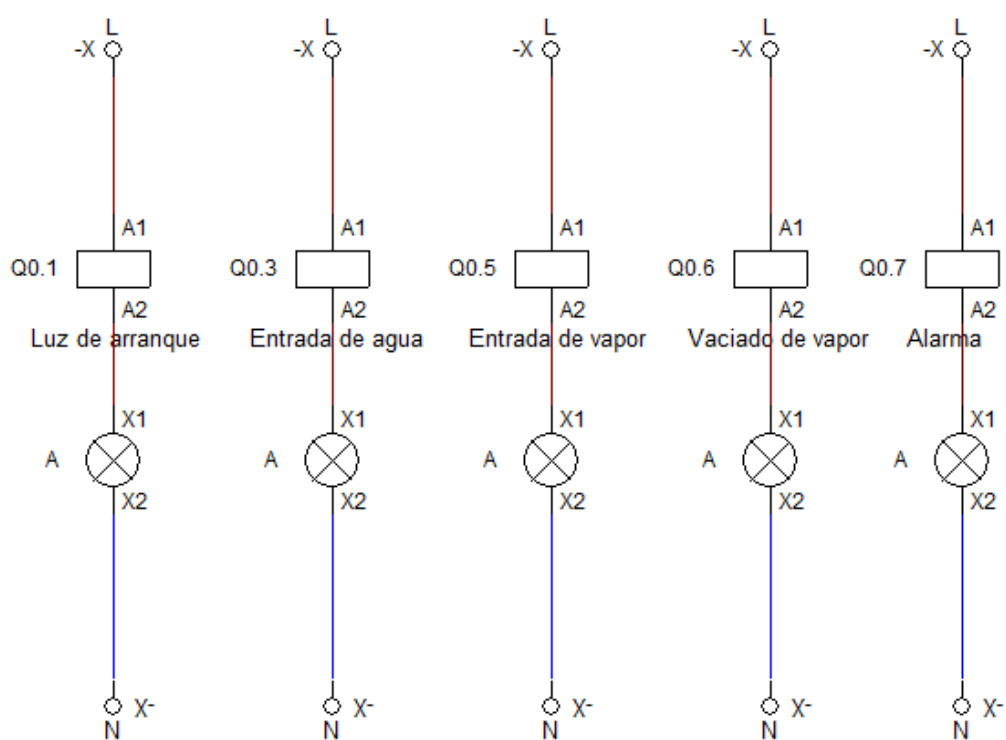 L L L L L
-X -X -X -X -X
A1 A1 A1 A1 A1
Q0.1 Q0.3 Q0.5 Q0.6 Q0.7
A2 A2 A2 A2 A2
Luz de arranque Entrada de agua Entrada de vapor Vaciado de vapor Alarma
X1 X1 X1 X1 X1
A A A A A
X2 X2 X2 X2 X2
X- X- X- X- X-
N N N N N